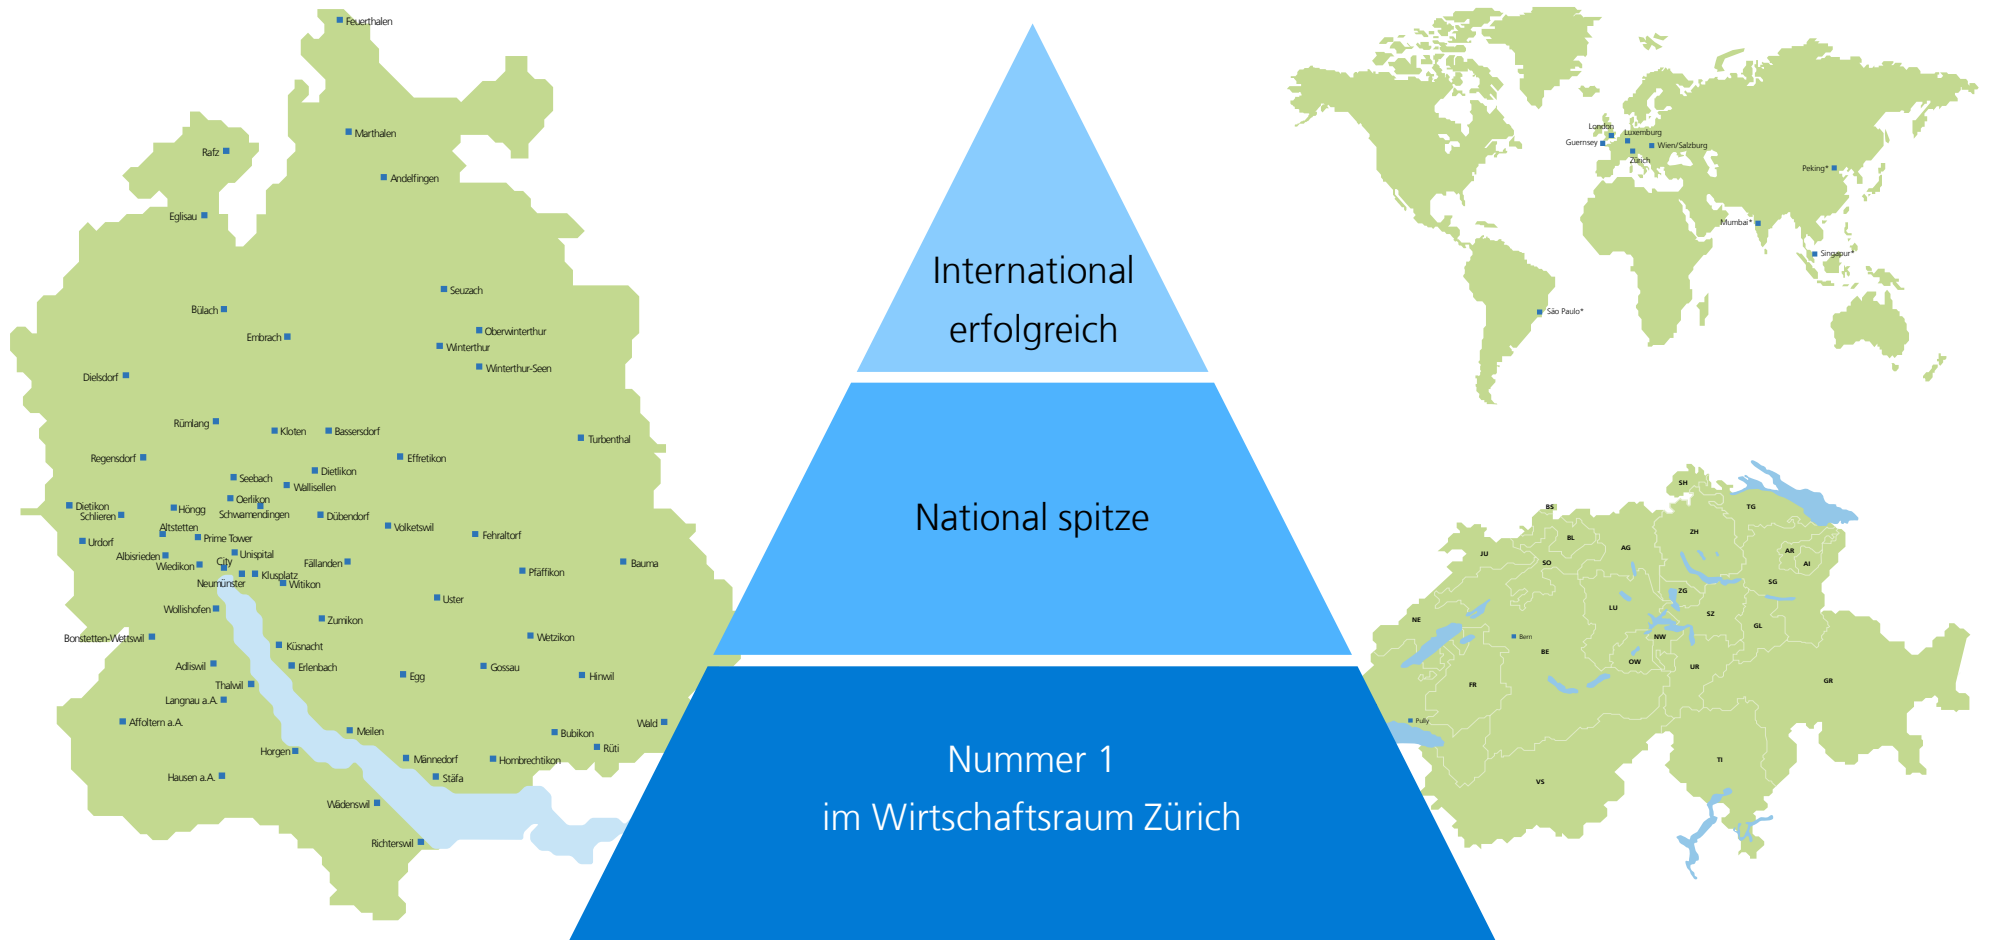 Feuerthalen
Marthalen
Rafz
Andelfingen
Eglisau
Seuzach
Bülach
Oberwinterthur
Embrach
Winterthur
Winterthur-Seen
Dielsdorf
Rümlang
Kloten
Bassersdorf
Turbenthal
Regensdorf
Effretikon
Dietlikon
Seebach
Wallisellen
Oerlikon
Dietikon
Höngg
Schwamendingen
Schlieren
Dübendorf
Altstetten
Volketswil
Prime Tower
Fehraltorf
Urdorf
Unispital
Albisrieden
City
Fällanden
Bauma
Wiedikon
Klusplatz
Pfäffikon
Neumünster
Witikon
Uster
Wollishofen
Zumikon
Bonstetten-Wettswil
Wetzikon
Küsnacht
Adliswil
Erlenbach
Gossau
Egg
Hinwil
Thalwil
Langnau a.A.
Affoltern a.A.
Wald
Meilen
Bubikon
Rüti
Horgen
Männedorf
Hombrechtikon
Hausen a.A.
Stäfa
Wädenswil
Richterswil
International
erfolgreich
National spitze
Nummer 1
im Wirtschaftsraum Zürich
London
Luxemburg
Guernsey
Wien/Salzburg
Zürich
Peking*
Mumbai*
Singapur*
São Paulo*
SH
BS
TG
ZH
BL
AG
JU
AR
SO
AI
SG
ZG
LU
SZ
NE
GL
Bern
NW
BE
OW
UR
FR
GR
Pully
TI
VS